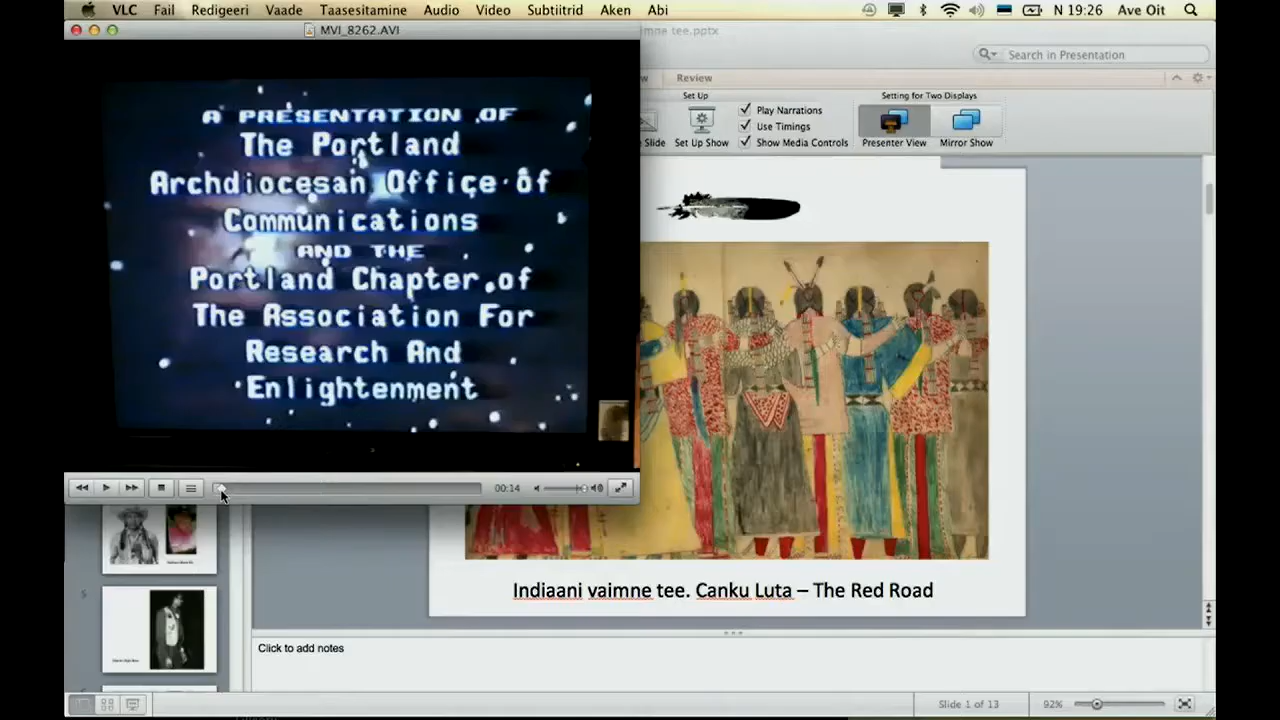 VLC Fail Redigeeri Vaade Taasesitamine Audio Video Subtiitrid Aken Abi N 19:26 Ave Oit
MVI_8262.AVI
mne tee.pptx
Search in Presentation
Review
Set Up
Setting for Two Displays
Slide
Set Up Show
Play Narrations
Use Timings
Show Media Controls
Presenter View
Mirror Show
A PRESENTATION OF
The Portland
Archdiocesan Office of
Communications
AND THE
Portland Chapter of
The Association For
Research And
Enlightenment
00:14
5
Indiaani vaimne tee. Canku Luta – The Red Road
Click to add notes
Slide 1 of 13
92%